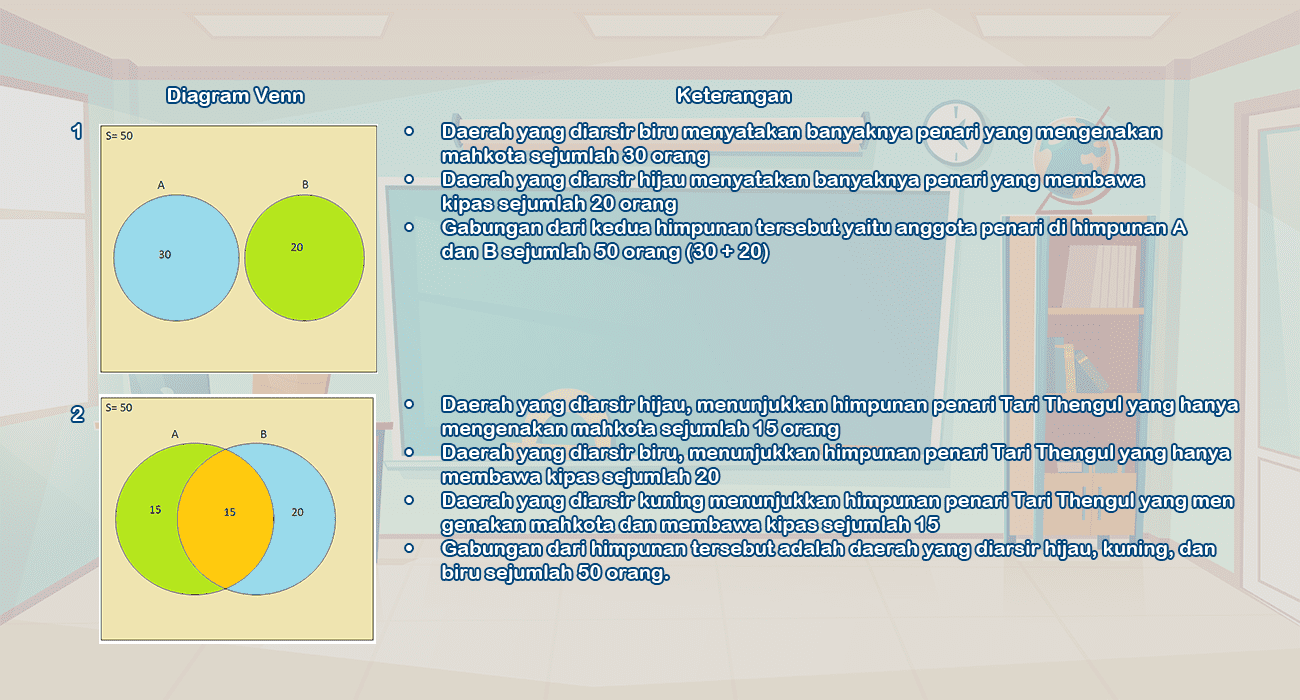 Diagram Venn
Keterangan
1
S= 50
A
B
30
20
Daerah yang diarsir biru menyatakan banyaknya penari yang mengenakan
mahkota sejumlah 30 orang
Daerah yang diarsir hijau menyatakan banyaknya penari yang membawa
kipas sejumlah 20 orang
Gabungan dari kedua himpunan tersebut yaitu anggota penari di himpunan A
dan B sejumlah 50 orang (30 + 20)
2
S= 50
A
B
15
15
20
Daerah yang diarsir hijau, menunjukkan himpunan penari Tari Thengul yang hanya
mengenakan mahkota sejumlah 15 orang
Daerah yang diarsir biru, menunjukkan himpunan penari Tari Thengul yang hanya
membawa kipas sejumlah 20
Daerah yang diarsir kuning menunjukkan himpunan penari Tari Thengul yang men
genakan mahkota dan membawa kipas sejumlah 15
Gabungan dari himpunan tersebut adalah daerah yang diarsir hijau, kuning, dan
biru sejumlah 50 orang.